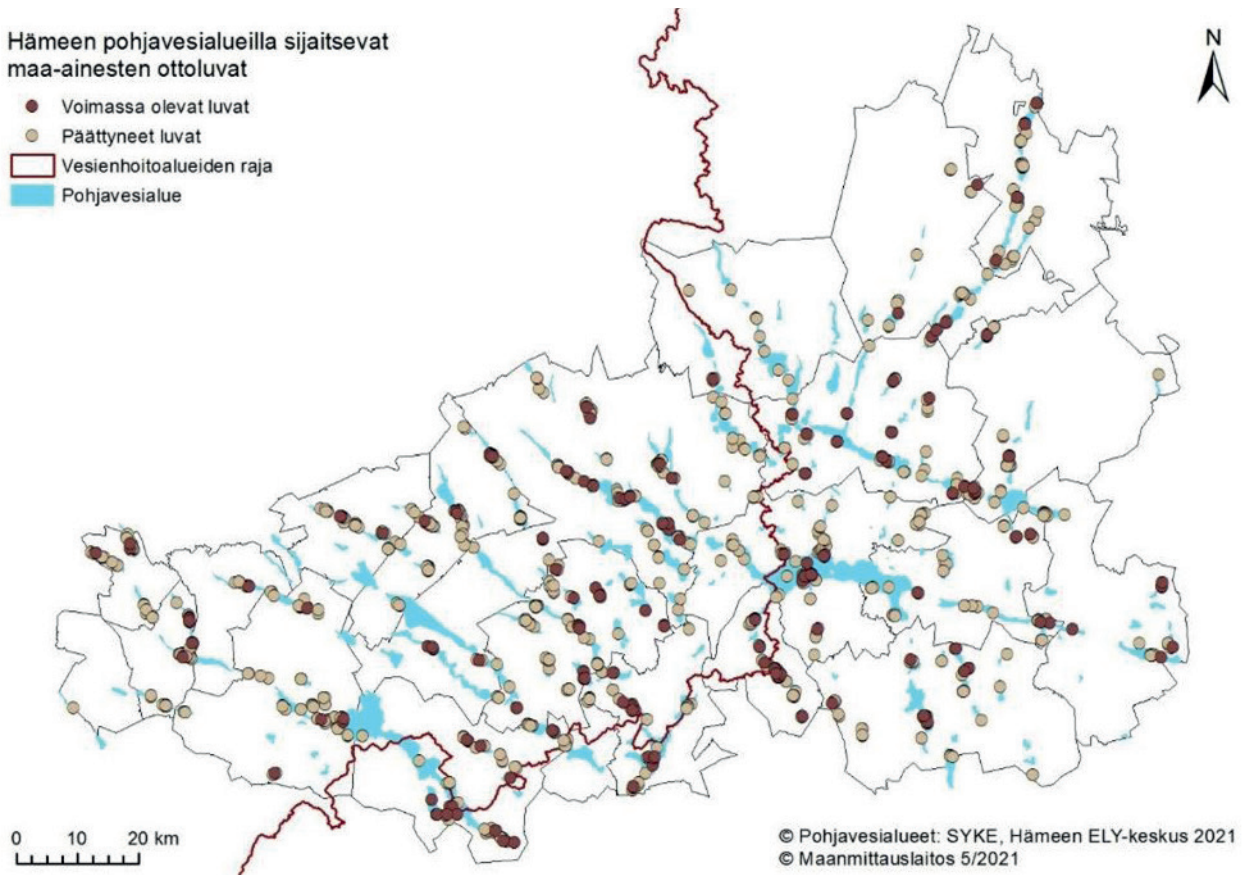 Hämeen pohjavesialueilla sijaitsevat
maa-ainesten ottoluvat
Voimassa olevat luvat
Päättyneet luvat
Vesienhoitoalueiden raja
Pohjavesialue
N
0 10 20 km
© Pohjavesialueet: SYKE, Hämeen ELY-keskus 2021
© Maanmittauslaitos 5/2021